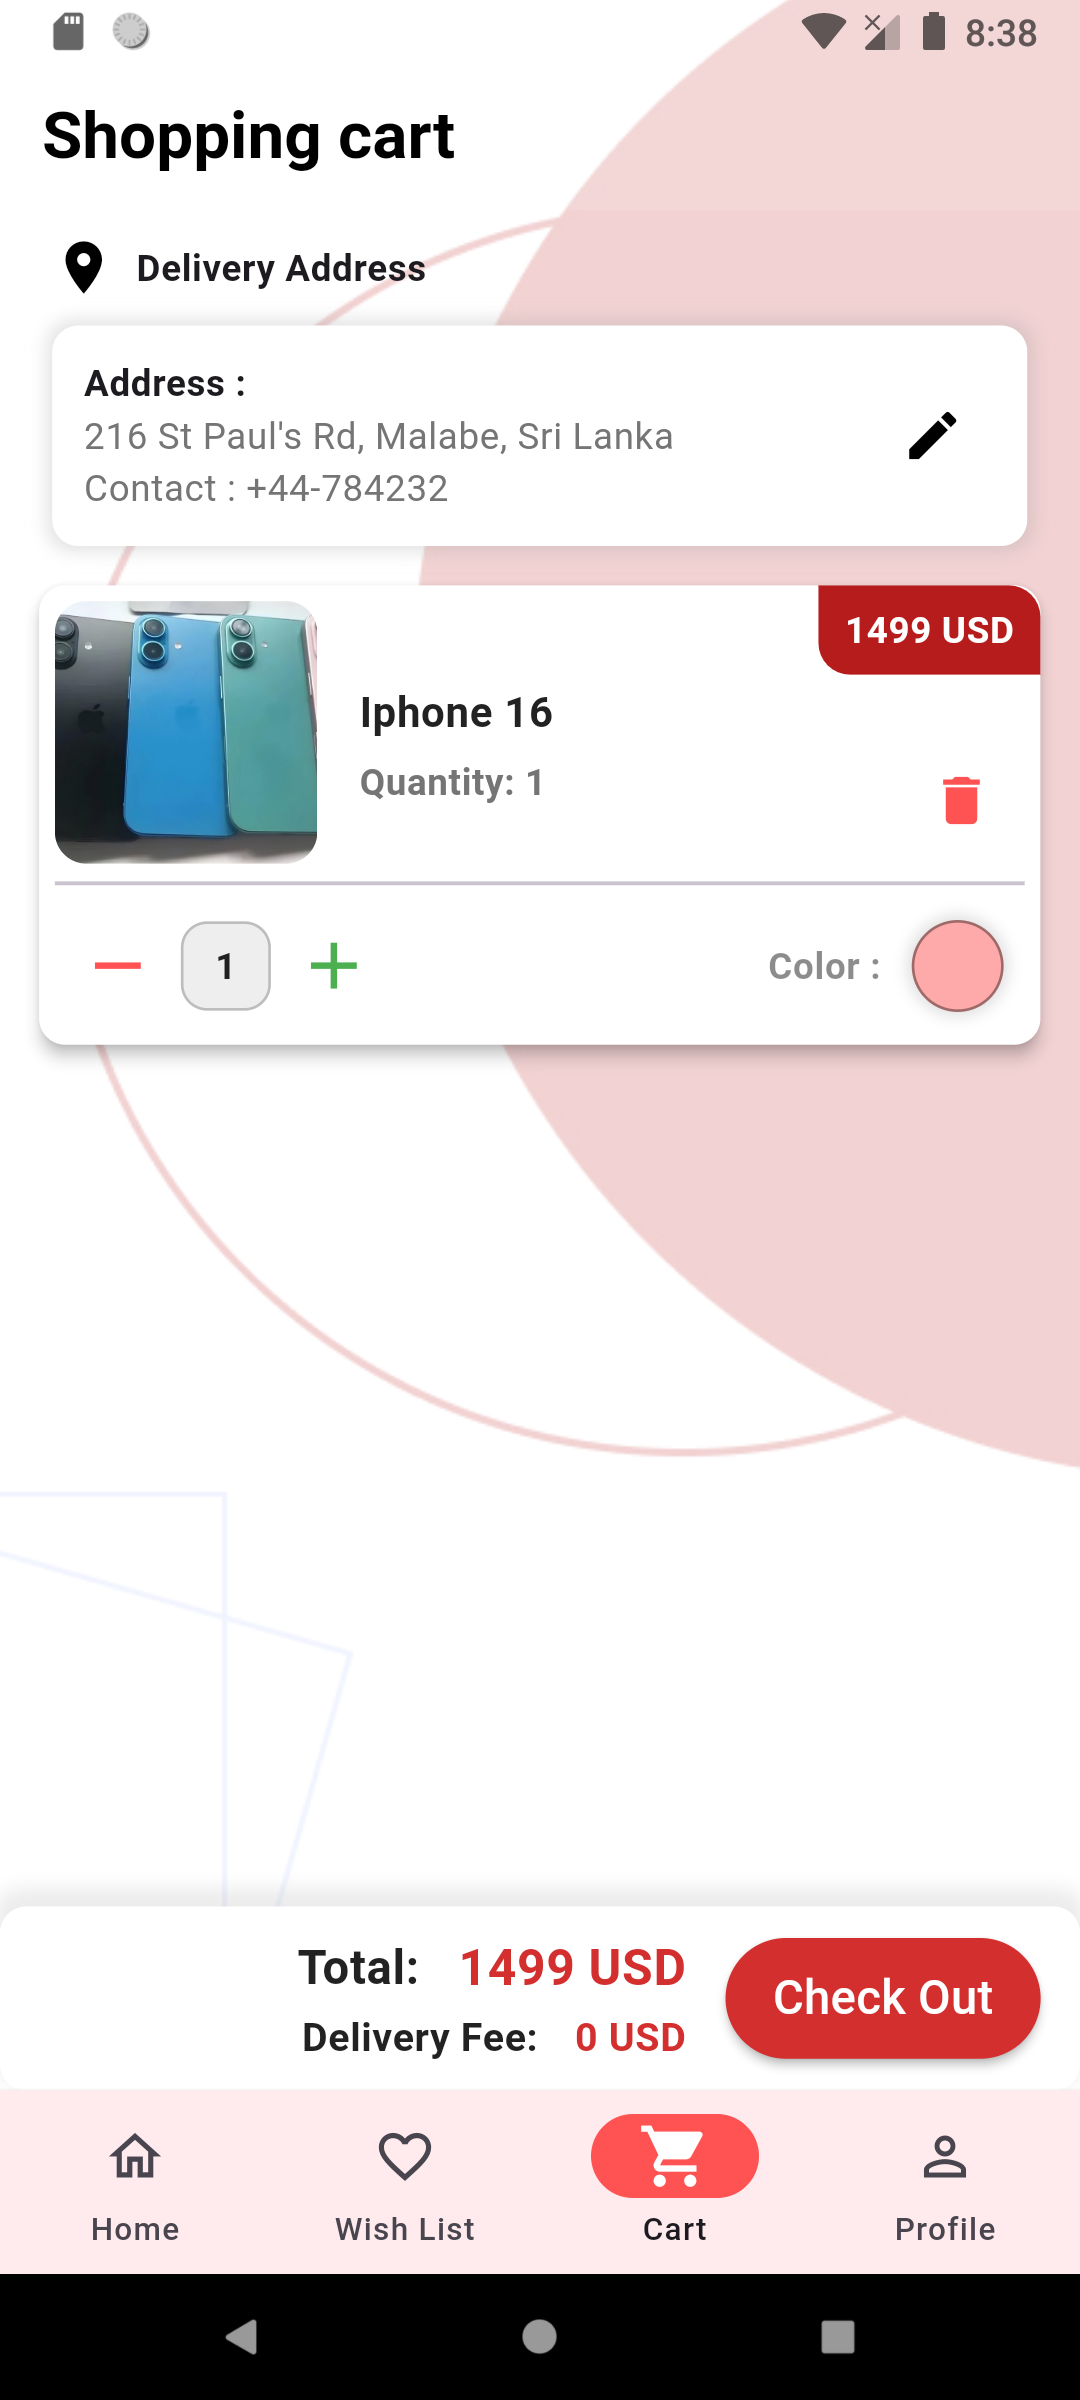 8:38
Shopping cart
Delivery Address
Address :
216 St Paul's Rd, Malabe, Sri Lanka
Contact : +44-784232
1499 USD
Iphone 16
Quantity: 1
1
Color :
Total: 1499 USD
Check Out
Delivery Fee: 0 USD
Home
Wish List
Cart
Profile